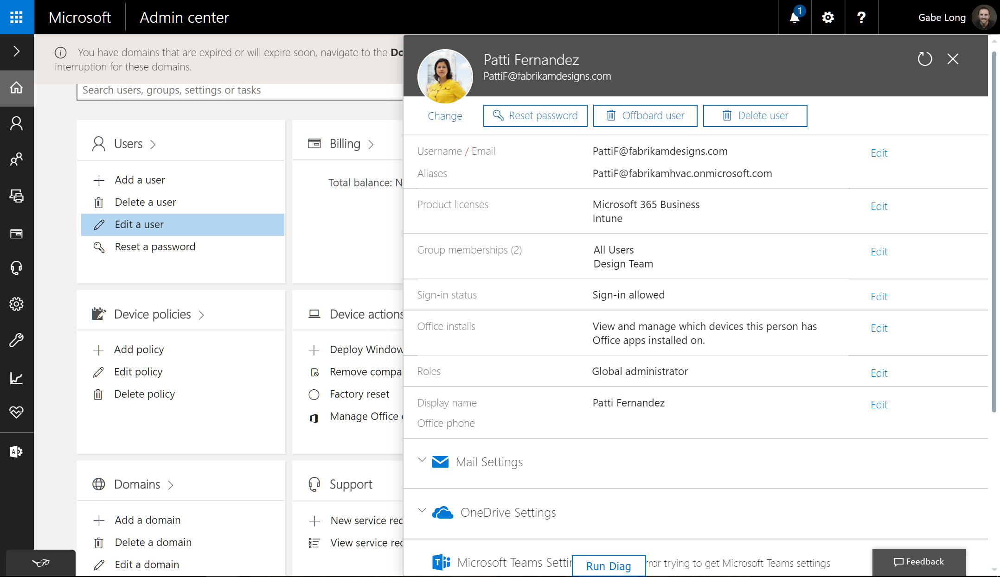 Microsoft
Admin center
1
Gabe Long
You have domains that are expired or will expire soon, navigate to the Do
interruption for these domains.
Search users, groups, settings or tasks
Users
Add a user
Delete a user
Edit a user
Reset a password
Billing
Total balance: N
Device policies
Add policy
Edit policy
Delete policy
Device actions
Deploy Window
Remove compa
Factory reset
Manage Office
Domains
Add a domain
Delete a domain
Edit a domain
Support
New service rec
View service rec
Patti Fernandez
PattiF@fabrikamdesigns.com
Change
Reset password
Offboard user
Delete user
Username / Email PattiF@fabrikamdesigns.com Edit
Aliases PattiF@fabrikamhvac.onmicrosoft.com
Product licenses Microsoft 365 Business Edit
Intune
Group memberships (2) All Users Edit
Design Team
Sign-in status Sign-in allowed Edit
Office installs View and manage which devices this person has Edit
Office apps installed on.
Roles Global administrator Edit
Display name Patti Fernandez Edit
Office phone
Mail Settings
OneDrive Settings
Microsoft Teams Settin
Run Diag
rror trying to get Microsoft Teams settings
Feedback